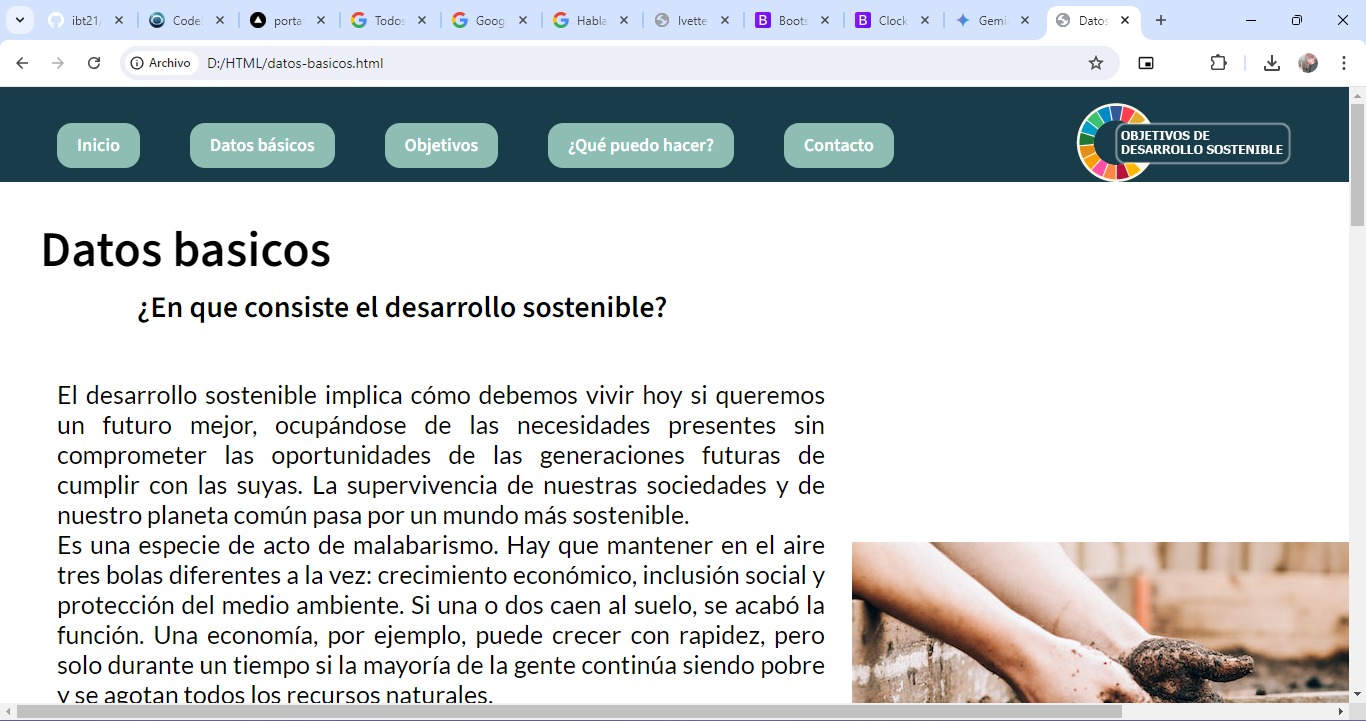 ibt21/
Code
porta
Todos
Goog
Habla
Ivette
Boots
Clock
Gemi
Datos
Archivo
D:/HTML/datos-basicos.html
Inicio
Datos básicos
Objetivos
¿Qué puedo hacer?
Contacto
OBJETIVOS DE
DESARROLLO SOSTENIBLE
Datos basicos
¿En que consiste el desarrollo sostenible?
El desarrollo sostenible implica cómo debemos vivir hoy si queremos
un futuro mejor, ocupándose de las necesidades presentes sin
comprometer las oportunidades de las generaciones futuras de
cumplir con las suyas. La supervivencia de nuestras sociedades y de
nuestro planeta común pasa por un mundo más sostenible.
Es una especie de acto de malabarismo. Hay que mantener en el aire
tres bolas diferentes a la vez: crecimiento económico, inclusión social y
protección del medio ambiente. Si una o dos caen al suelo, se acabó la
función. Una economía, por ejemplo, puede crecer con rapidez, pero
solo durante un tiempo si la mayoría de la gente continúa siendo pobre
y se agotan todos los recursos naturales.